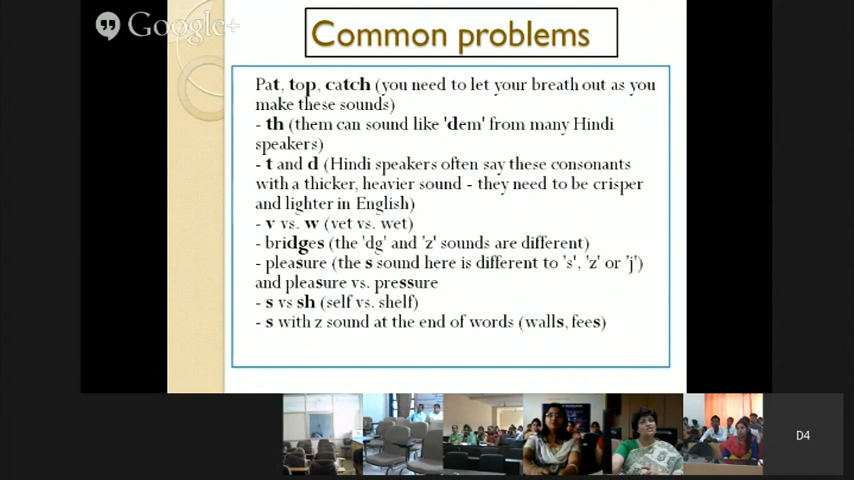 Google+
Common problems
Pat, top, catch (you need to let your breath out as you
make these sounds)
- th (them can sound like 'dem' from many Hindi
speakers)
- t and d (Hindi speakers often say these consonants
with a thicker, heavier sound - they need to be crisper
and lighter in English)
- v vs. w (vet vs. wet)
- bridges (the 'dg' and 'z' sounds are different)
- pleasure (the s sound here is different to 's', 'z' or 'j')
and pleasure vs. pressure
- s vs sh (self vs. shelf)
- s with z sound at the end of words (walls, fees)
D4